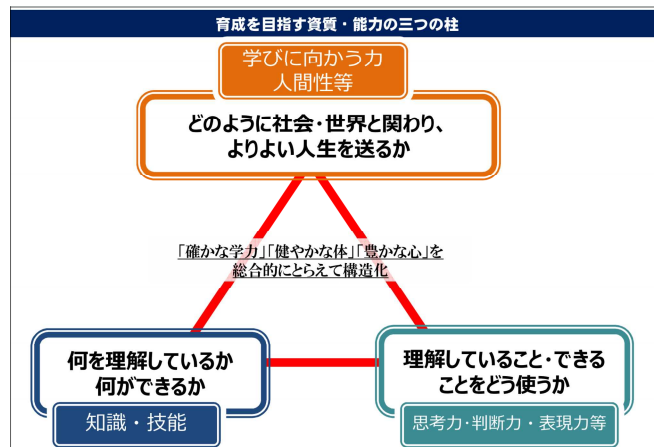 育成を目指す資質・能力の三つの柱
学びに向かう力
人間性等
どのように社会・世界と関わり、
よりよい人生を送るか
「確かな学力」「健やかな体」「豊かな心」を
総合的にとらえて構造化
何を理解しているか
何ができるか
知識・技能
理解していること・できる
ことをどう使うか
思考力・判断力・表現力等